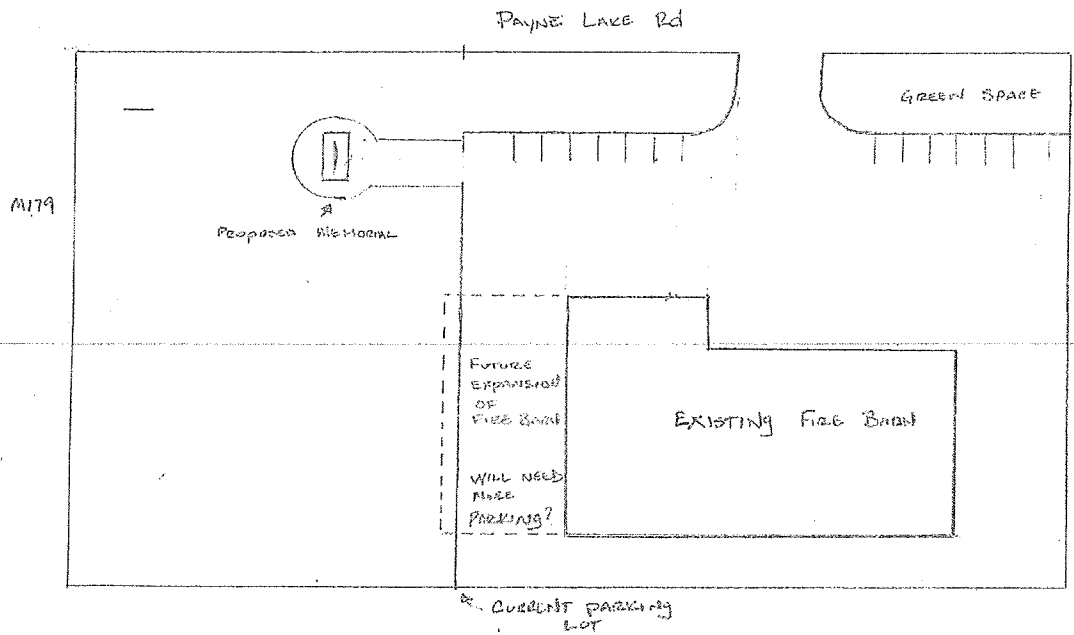 PAYNE LAKE Rd
GREEN SPACE
M179
PROPOSED MEMORIAL
FUTURE
EXPANSION
OF
FIRE BARN
WILL NEED
MORE
PARKING?
EXISTING FIRE BARN
CURRENT PARKING
LOT